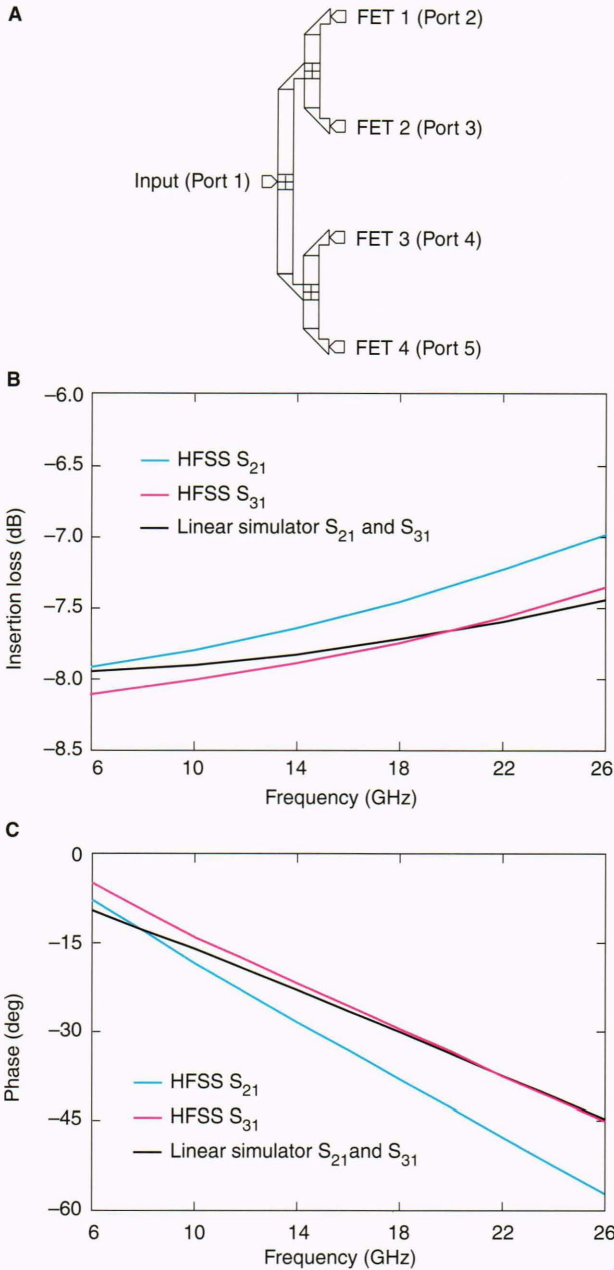 A
FET 1 (Port 2)
FET 2 (Port 3)
Input (Port 1)
FET 3 (Port 4)
FET 4 (Port 5)
B
–6.0
–6.5
–7.0
–7.5
–8.0
–8.5
Insertion loss (dB)
HFSS S21
HFSS S31
Linear simulator S21 and S31
6 10 14 18 22 26
Frequency (GHz)
C
0
–15
–30
–45
–60
Phase (deg)
HFSS S21
HFSS S31
Linear simulator S21and S31
6 10 14 18 22 26
Frequency (GHz)